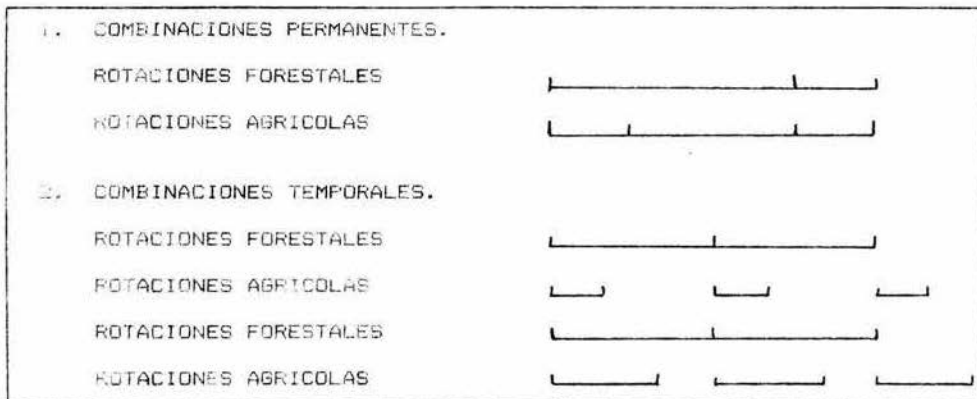 1. COMBINACIONES PERMANENTES.
ROTACIONES FORESTALES
ROTACIONES AGRICOLAS
2. COMBINACIONES TEMPORALES.
ROTACIONES FORESTALES
ROTACIONES AGRICOLAS
ROTACIONES FORESTALES
ROTACIONES AGRICOLAS